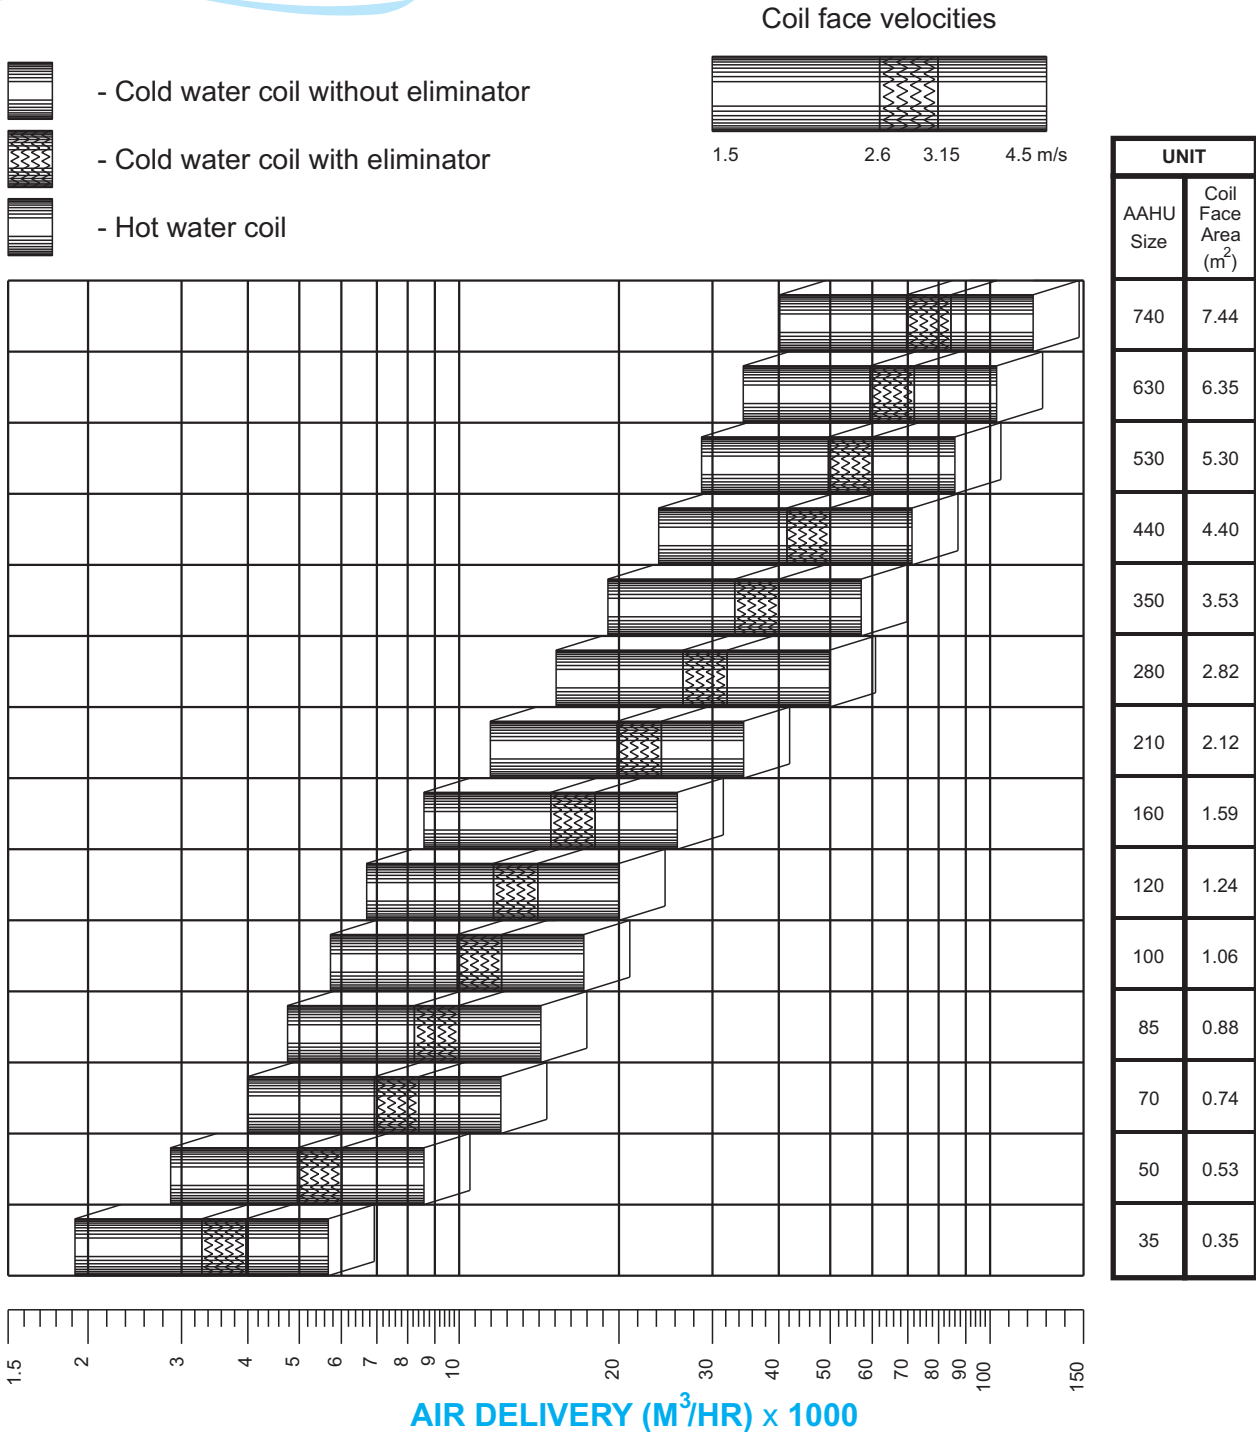 Coil face velocities
- Cold water coil without eliminator
- Cold water coil with eliminator
- Hot water coil
1.5 2.6 3.15 4.5 m/s
UNIT
AAHU Size
Coil Face Area (m²)
740 7.44
630 6.35
530 5.30
440 4.40
350 3.53
280 2.82
210 2.12
160 1.59
120 1.24
100 1.06
85 0.88
70 0.74
50 0.53
35 0.35
1.5 2 3 4 5 6 7 8 9 10 20 30 40 50 60 70 80 90 100 150
AIR DELIVERY (M³/HR) x 1000